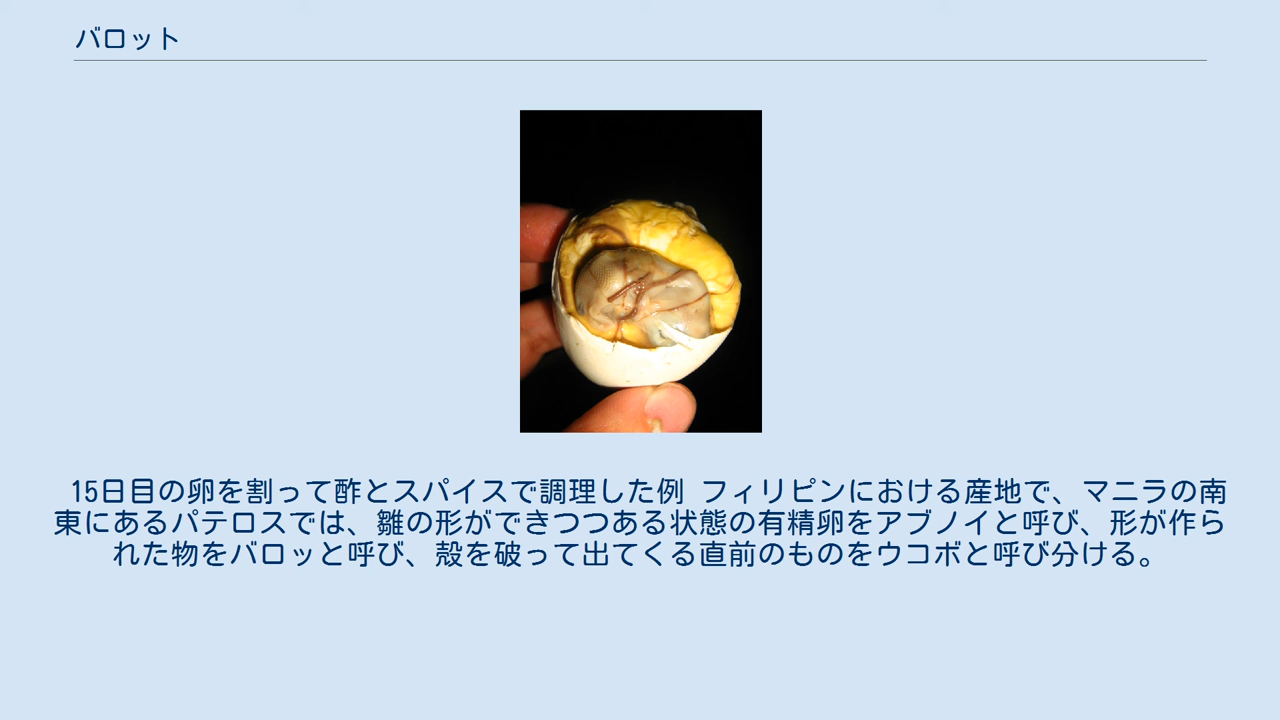 バロット
15日目の卵を割って酢とスパイスで調理した例 フィリピンにおける産地で、マニラの南
東にあるパテロスでは、雛の形ができつつある状態の有精卵をアブノイと呼び、形が作ら
れた物をバロッと呼び、殻を破って出てくる直前のものをウコボと呼び分ける。